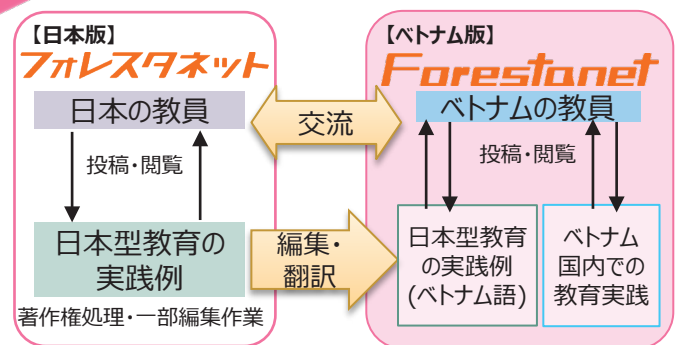 【日本版】
フォレスタネット
日本の教員
投稿・閲覧
日本型教育の
実践例
著作権処理・一部編集作業
交流
編集・
翻訳
【ベトナム版】
Forestanet
ベトナムの教員
投稿・閲覧
日本型教育
の実践例
(ベトナム語)
ベトナム
国内での
教育実践